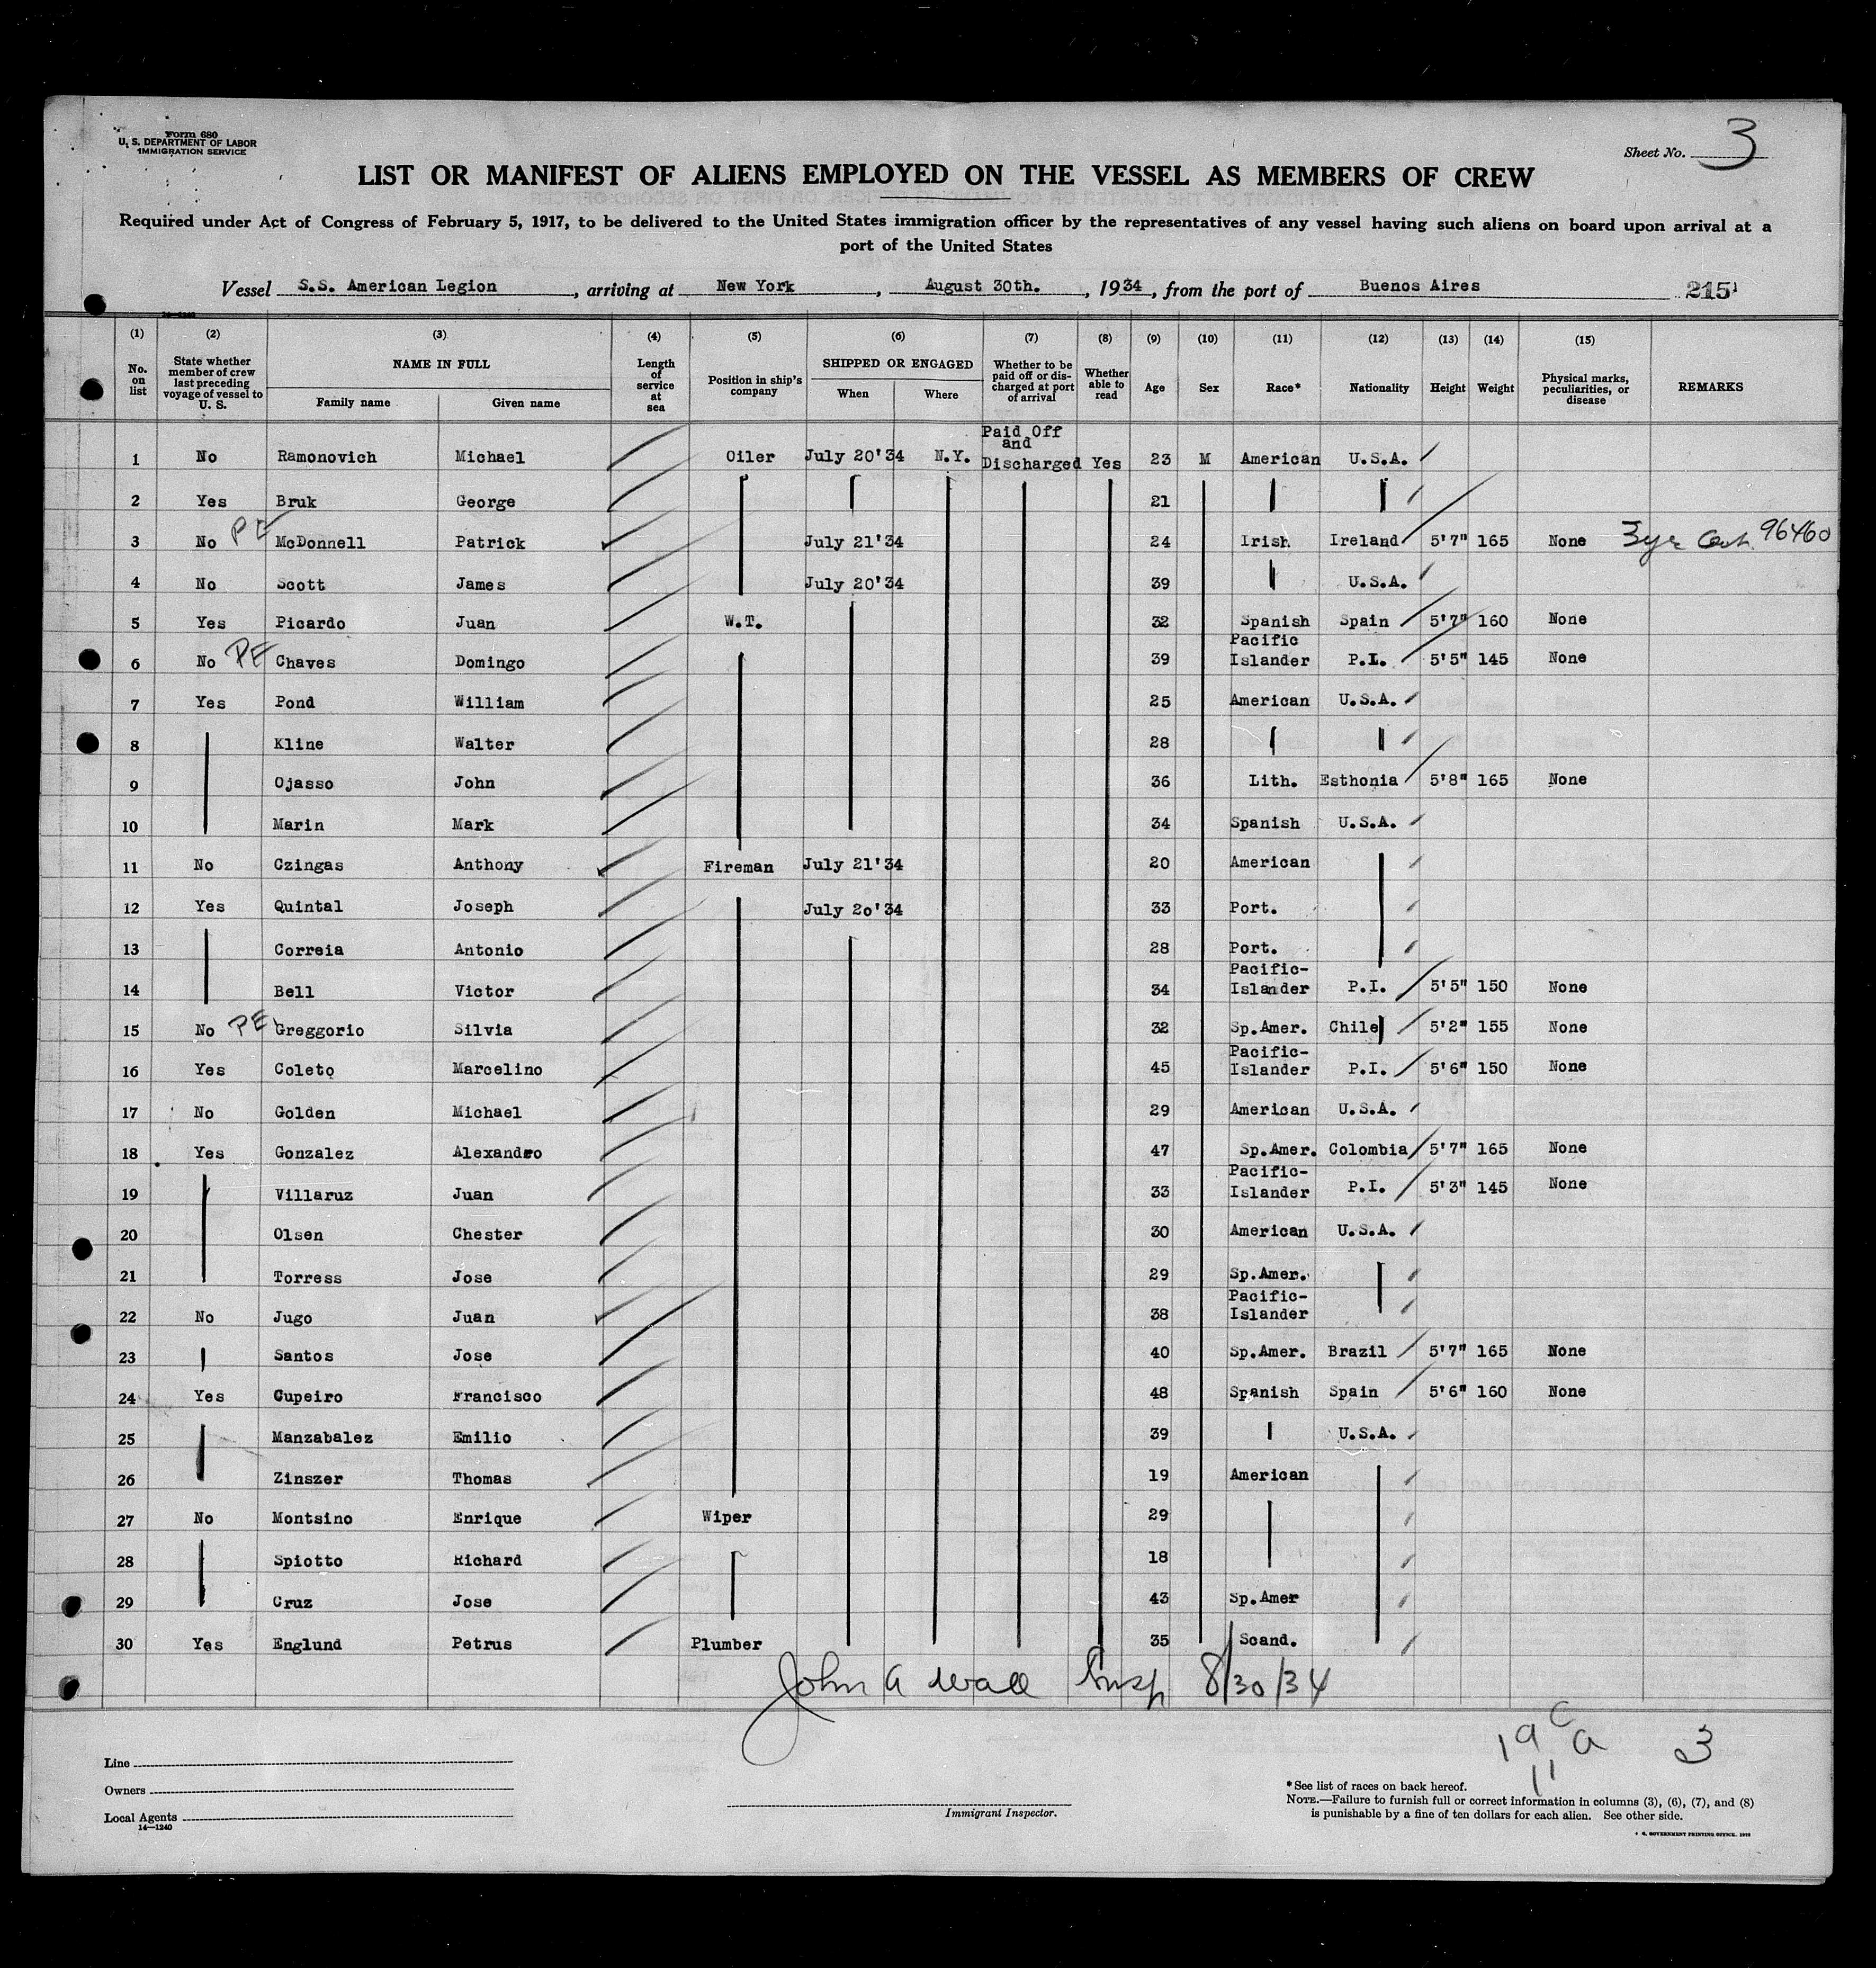 Form 680
U. S. DEPARTMENT OF LABOR
IMMIGRATION SERVICE
Sheet No. 3
LIST OR MANIFEST OF ALIENS EMPLOYED ON THE VESSEL AS MEMBERS OF CREW
Required under Act of Congress of February 5, 1917, to be delivered to the United States immigration officer by the representatives of any vessel having such aliens on board upon arrival at a
port of the United States
Vessel S.S. American Legion, arriving at New York, August 30th., 1934, from the port of Buenos Aires 215
(1) (2) (3) (4) (5) (6) (7) (8) (9) (10) (11) (12) (13) (14) (15)
No. on list
State whether member of crew last preceding voyage of vessel to U. S.
NAME IN FULL
Family name Given name
Length of service at sea
Position in ship's company
SHIPPED OR ENGAGED
When Where
Whether to be paid off or discharged at port of arrival
Whether able to read
Age Sex Race* Nationality Height Weight
Physical marks, peculiarities, or disease
REMARKS
1 No Ramonovich Michael Oiler July 20'34 N.Y. Paid Off and Discharged Yes 23 M American U.S.A.
2 Yes Bruk George 21
3 No PE McDonnell Patrick July 21'34 24 Irish Ireland 5'7" 165 None 3yr 96460
4 No Scott James July 20'34 39 U.S.A.
5 Yes Picardo Juan W.T. 32 Spanish Spain 5'7" 160 None
6 No PE Chaves Domingo 39 Pacific Islander P.I. 5'5" 145 None
7 Yes Pond William 25 American U.S.A.
8 Kline Walter 28
9 Ojasso John 36 Lith. Esthonia 5'8" 165 None
10 Marin Mark 34 Spanish U.S.A.
11 No Czingas Anthony Fireman July 21'34 20 American
12 Yes Quintal Joseph July 20'34 33 Port.
13 Correia Antonio 28 Port.
14 Bell Victor 34 Pacific-Islander P.I. 5'5" 150 None
15 No PE Greggorio Silvia 32 Sp.Amer. Chile 5'2" 155 None
16 Yes Coleto Marcelino 45 Pacific-Islander P.I. 5'6" 150 None
17 No Golden Michael 29 American U.S.A.
18 Yes Gonzalez Alexandro 47 Sp.Amer. Colombia 5'7" 165 None
19 Villaruz Juan 33 Pacific-Islander P.I. 5'3" 145 None
20 Olsen Chester 30 American U.S.A.
21 Torress Jose 29 Sp.Amer.
22 No Jugo Juan 38 Pacific-Islander
23 Santos Jose 40 Sp.Amer. Brazil 5'7" 165 None
24 Yes Cupeiro Francisco 48 Spanish Spain 5'6" 160 None
25 Manzabalez Emilio 39 U.S.A.
26 Zinszer Thomas 19 American
27 No Montsino Enrique Wiper 29
28 Spiotto Richard 18
29 Cruz Jose 43 Sp.Amer
30 Yes Englund Petrus Plumber 35 Scand.
John A Wall Insp 8/30/34
19 C a 3
11
Line
Owners
Local Agents
14—1240
Immigrant Inspector.
*See list of races on back hereof.
NOTE.—Failure to furnish full or correct information in columns (3), (6), (7), and (8)
is punishable by a fine of ten dollars for each alien. See other side.
GOVERNMENT PRINTING OFFICE